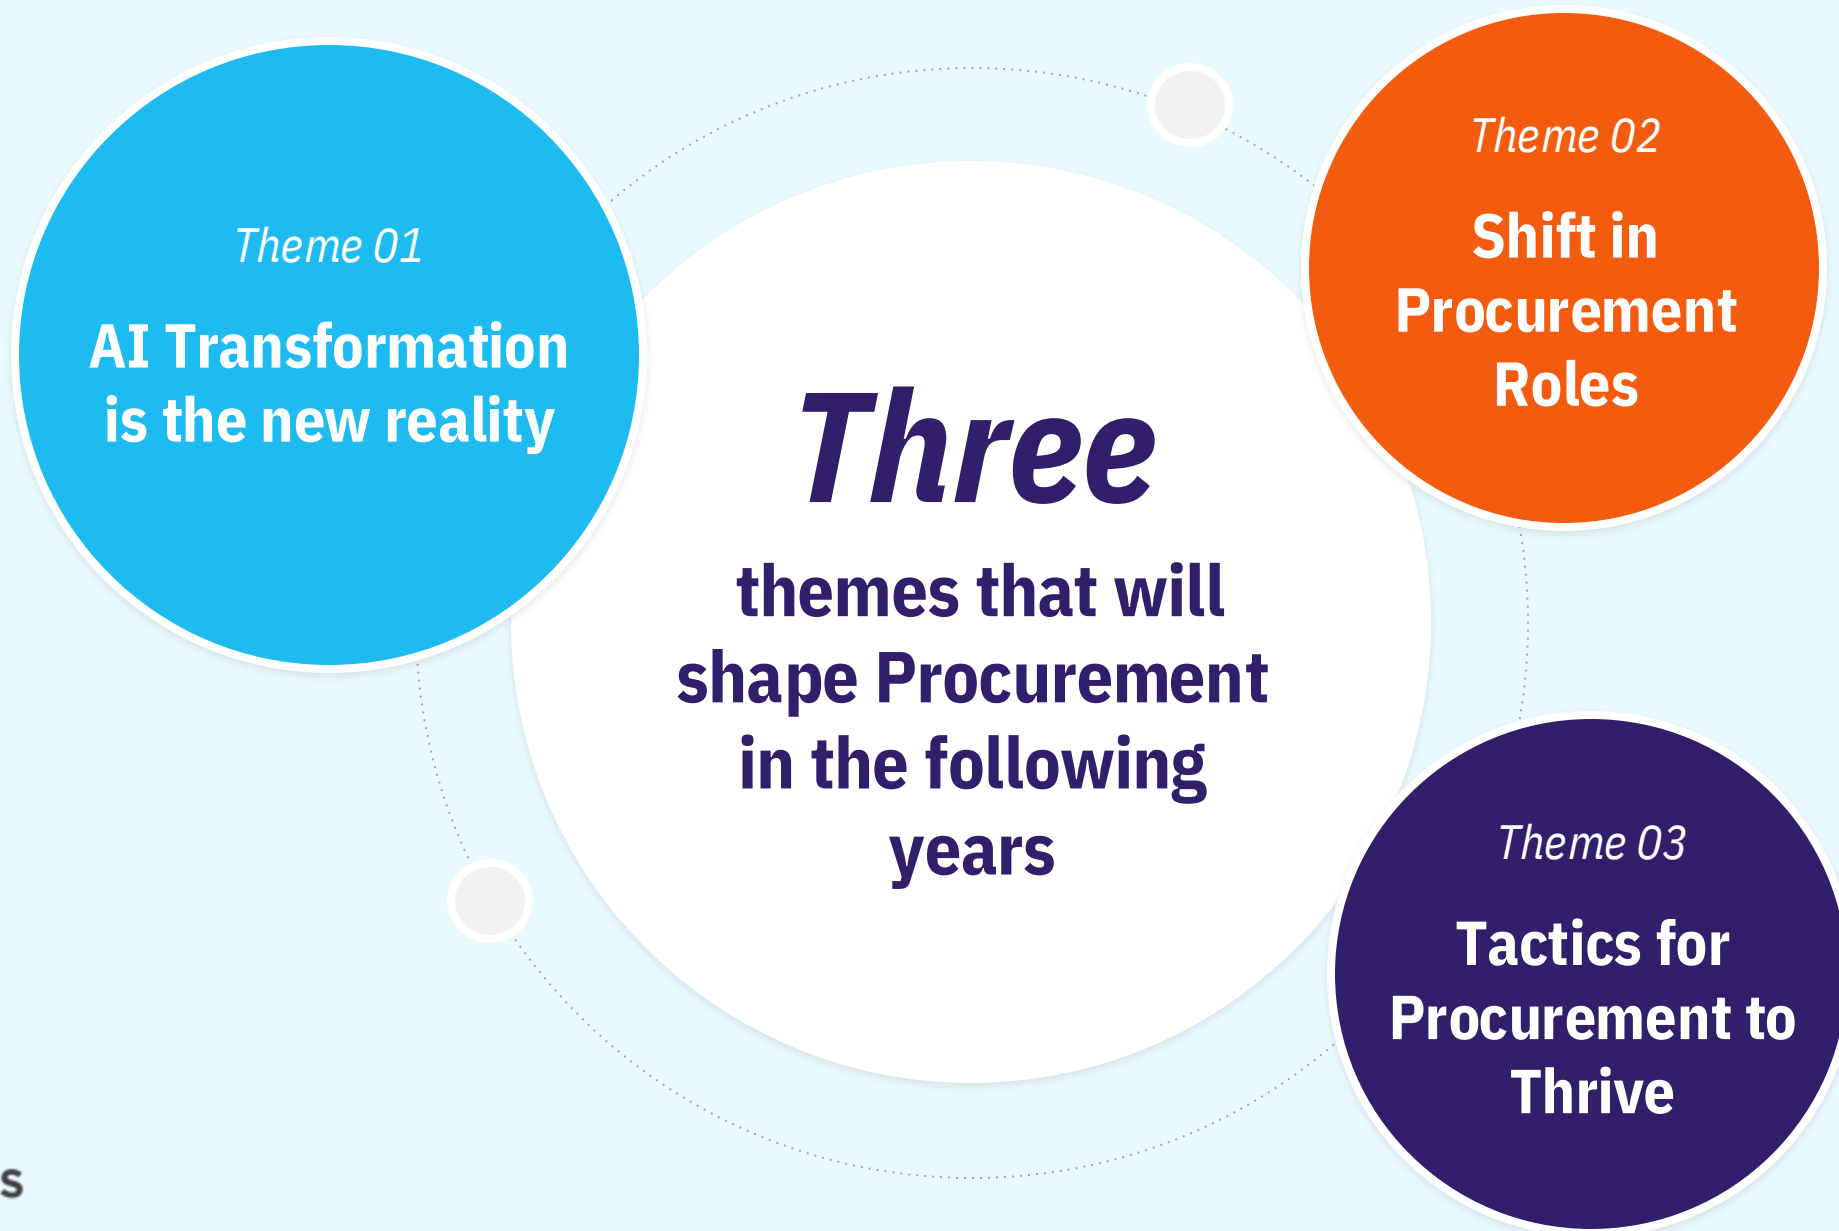 Theme 01
AI Transformation
is the new reality
Theme 02
Shift in
Procurement
Roles
Three
themes that will
shape Procurement
in the following
years
Theme 03
Tactics for
Procurement to
Thrive
s